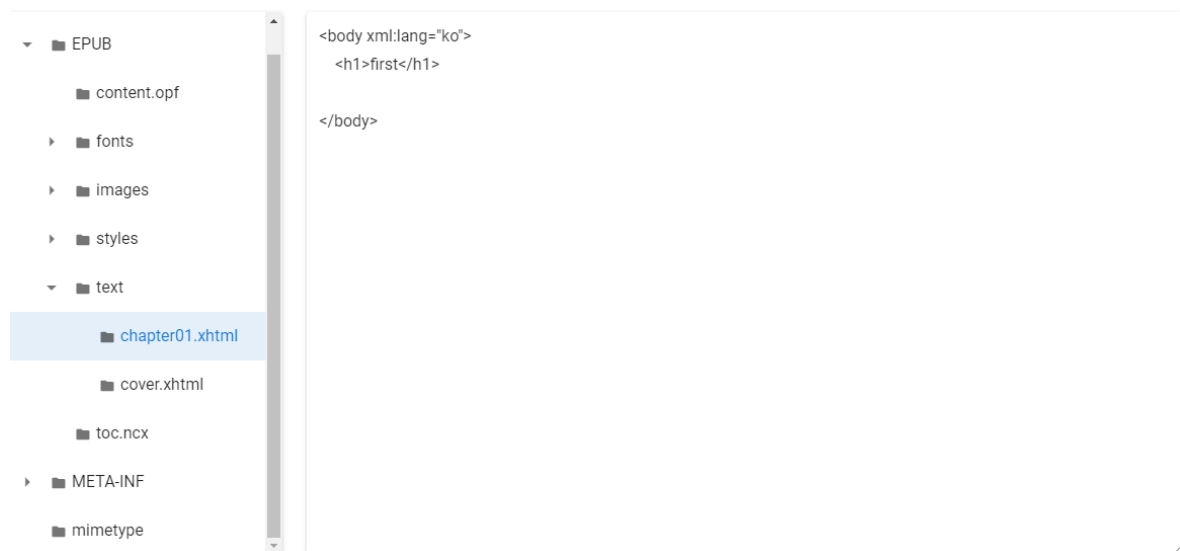 EPUB
content.opf
fonts
images
styles
text
chapter01.xhtml
cover.xhtml
toc.ncx
META-INF
mimetype
<body xml:lang="ko">
<h1>first</h1>
</body>